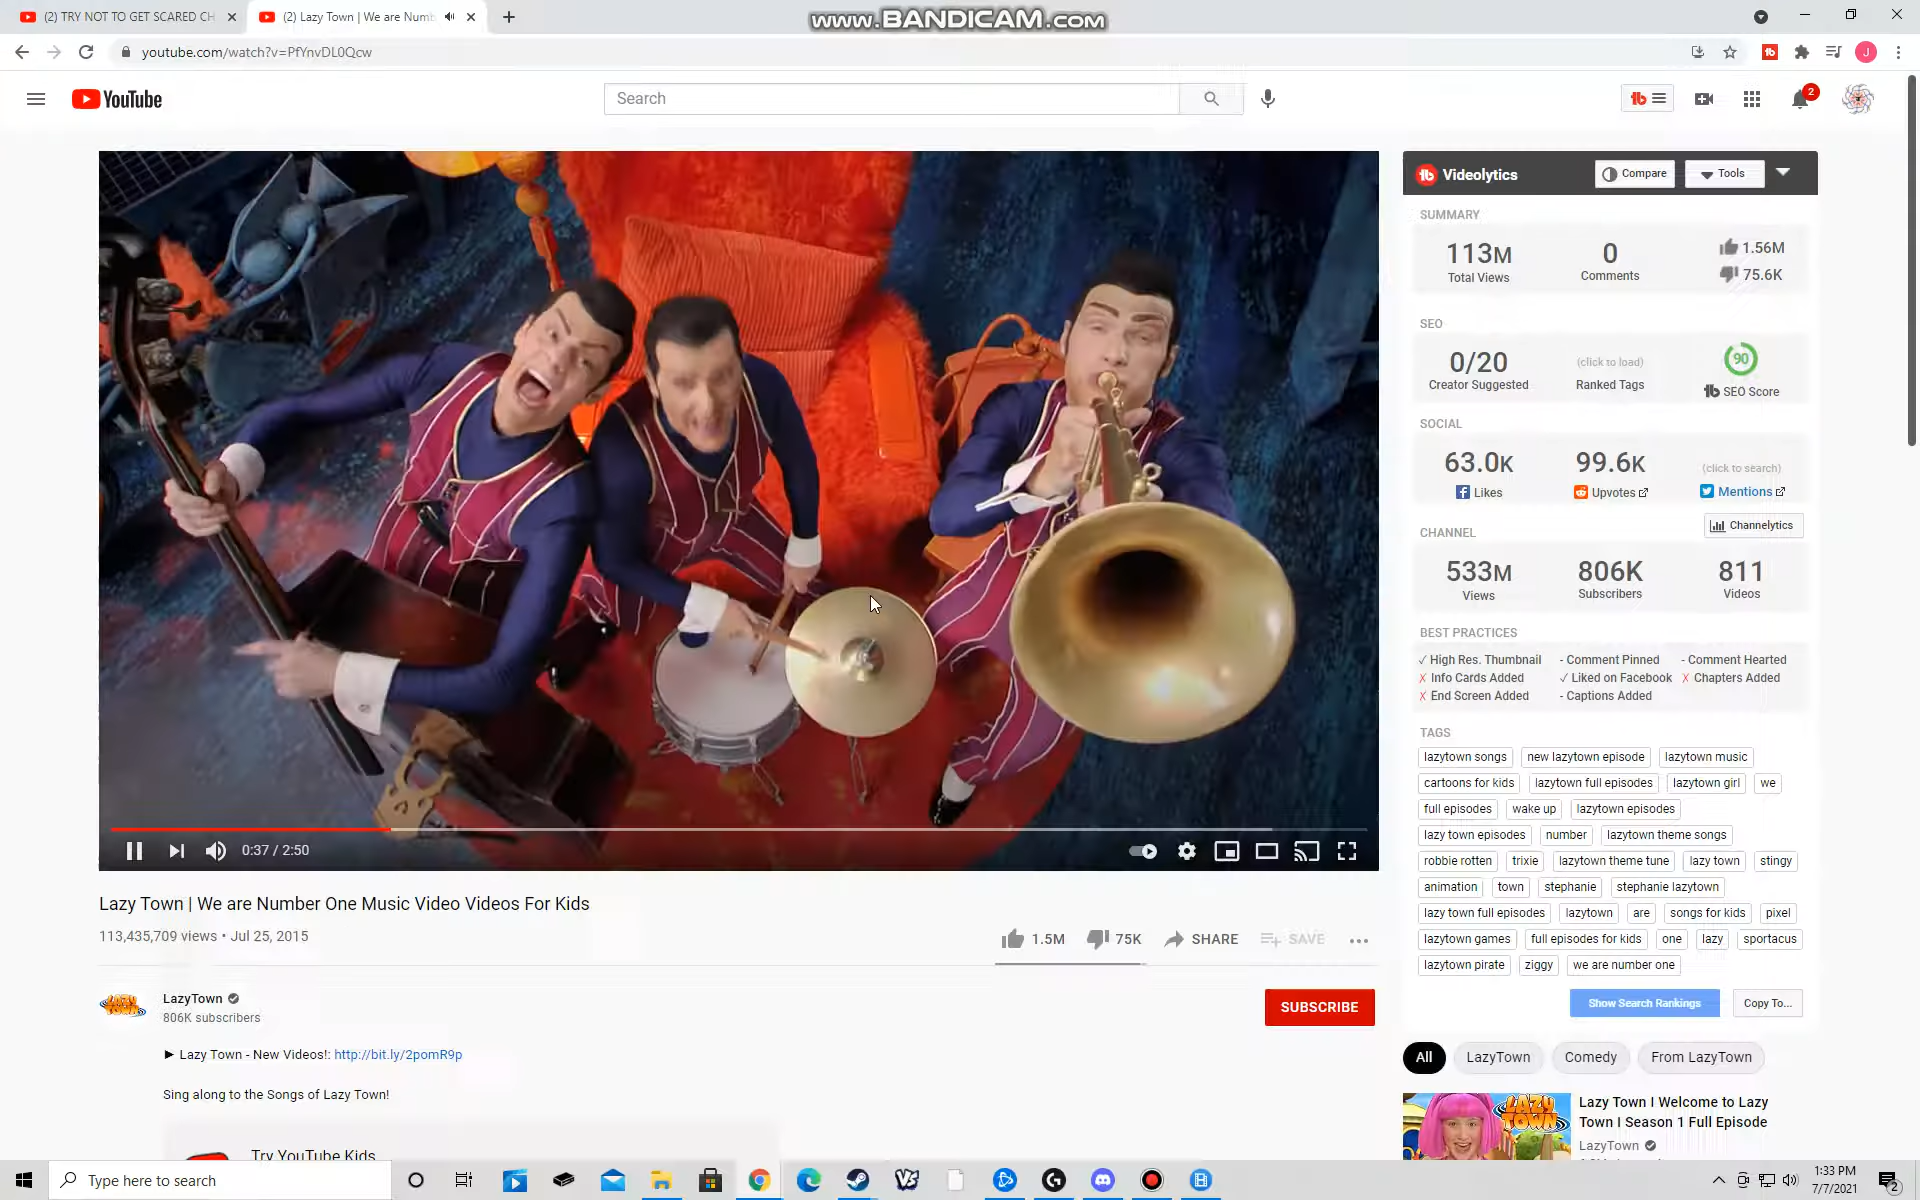 (2) TRY NOT TO GET SCARED CH
(2) Lazy Town | We are Numb
WWW.BANDICAM.COM
youtube.com/watch?v=PfYnvDL0Qcw
J
YouTube
Search
2
Videolytics
Compare
Tools
SUMMARY
113M
Total Views
0
Comments
1.56M
75.6K
SEO
0/20
Creator Suggested
(click to load)
Ranked Tags
90
SEO Score
SOCIAL
63.0K
Likes
99.6K
Upvotes
(click to search)
Mentions
Channelytics
CHANNEL
533M
Views
806K
Subscribers
811
Videos
BEST PRACTICES
✓ High Res. Thumbnail - Comment Pinned - Comment Hearted
✗ Info Cards Added ✓ Liked on Facebook ✗ Chapters Added
✗ End Screen Added - Captions Added
TAGS
lazytown songs new lazytown episode lazytown music
cartoons for kids lazytown full episodes lazytown girl we
full episodes wake up lazytown episodes
lazy town episodes number lazytown theme songs
robbie rotten trixie lazytown theme tune lazy town stingy
animation town stephanie stephanie lazytown
lazy town full episodes lazytown are songs for kids pixel
lazytown games full episodes for kids one lazy sportacus
lazytown pirate ziggy we are number one
Show Search Rankings Copy To...
0:37 / 2:50
Lazy Town | We are Number One Music Video Videos For Kids
113,435,709 views • Jul 25, 2015
1.5M 75K SHARE SAVE
LAZY TOWN
LazyTown
806K subscribers
SUBSCRIBE
► Lazy Town - New Videos!: http://bit.ly/2pomR9p
Sing along to the Songs of Lazy Town!
Try YouTube Kids
All LazyTown Comedy From LazyTown
LAZY TOWN
Lazy Town I Welcome to Lazy
Town I Season 1 Full Episode
LazyTown
Type here to search
1:33 PM
7/7/2021
2